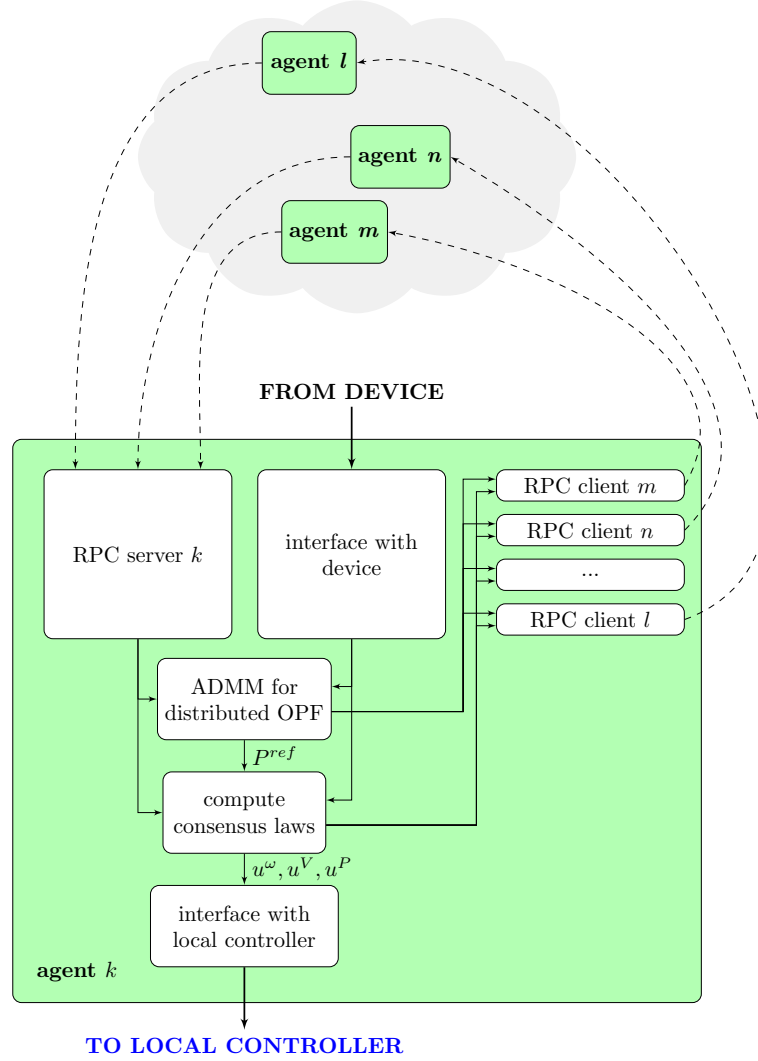 agent l
agent n
agent m
FROM DEVICE
RPC server k
interface with
device
RPC client m
RPC client n
...
RPC client l
ADMM for
distributed OPF
P^{ref}
compute
consensus laws
u^ω, u^V, u^P
interface with
local controller
agent k
TO LOCAL CONTROLLER